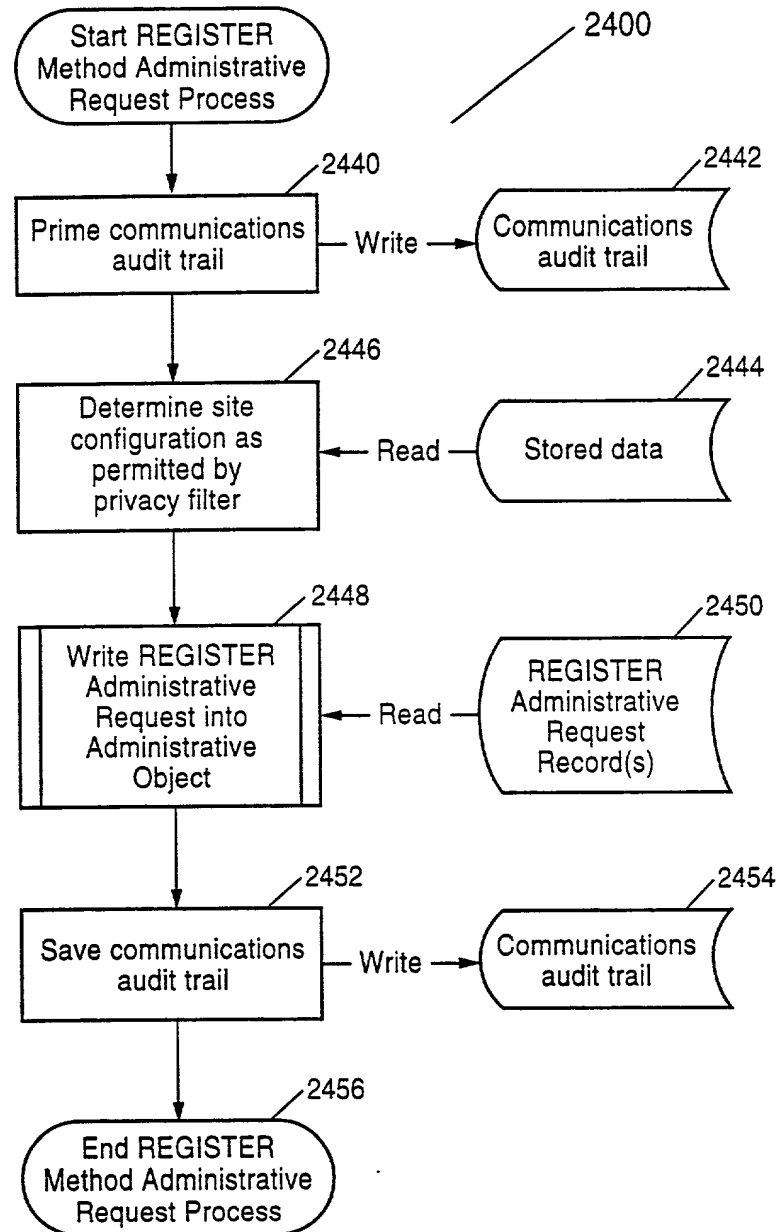 Start REGISTER
Method Administrative
Request Process
2400
2440
Prime communications
audit trail
Write
2442
Communications
audit trail
2446
Determine site
configuration as
permitted by
privacy filter
Read
2444
Stored data
2448
Write REGISTER
Administrative
Request into
Administrative
Object
Read
2450
REGISTER
Administrative
Request
Record(s)
2452
Save communications
audit trail
Write
2454
Communications
audit trail
2456
End REGISTER
Method Administrative
Request Process